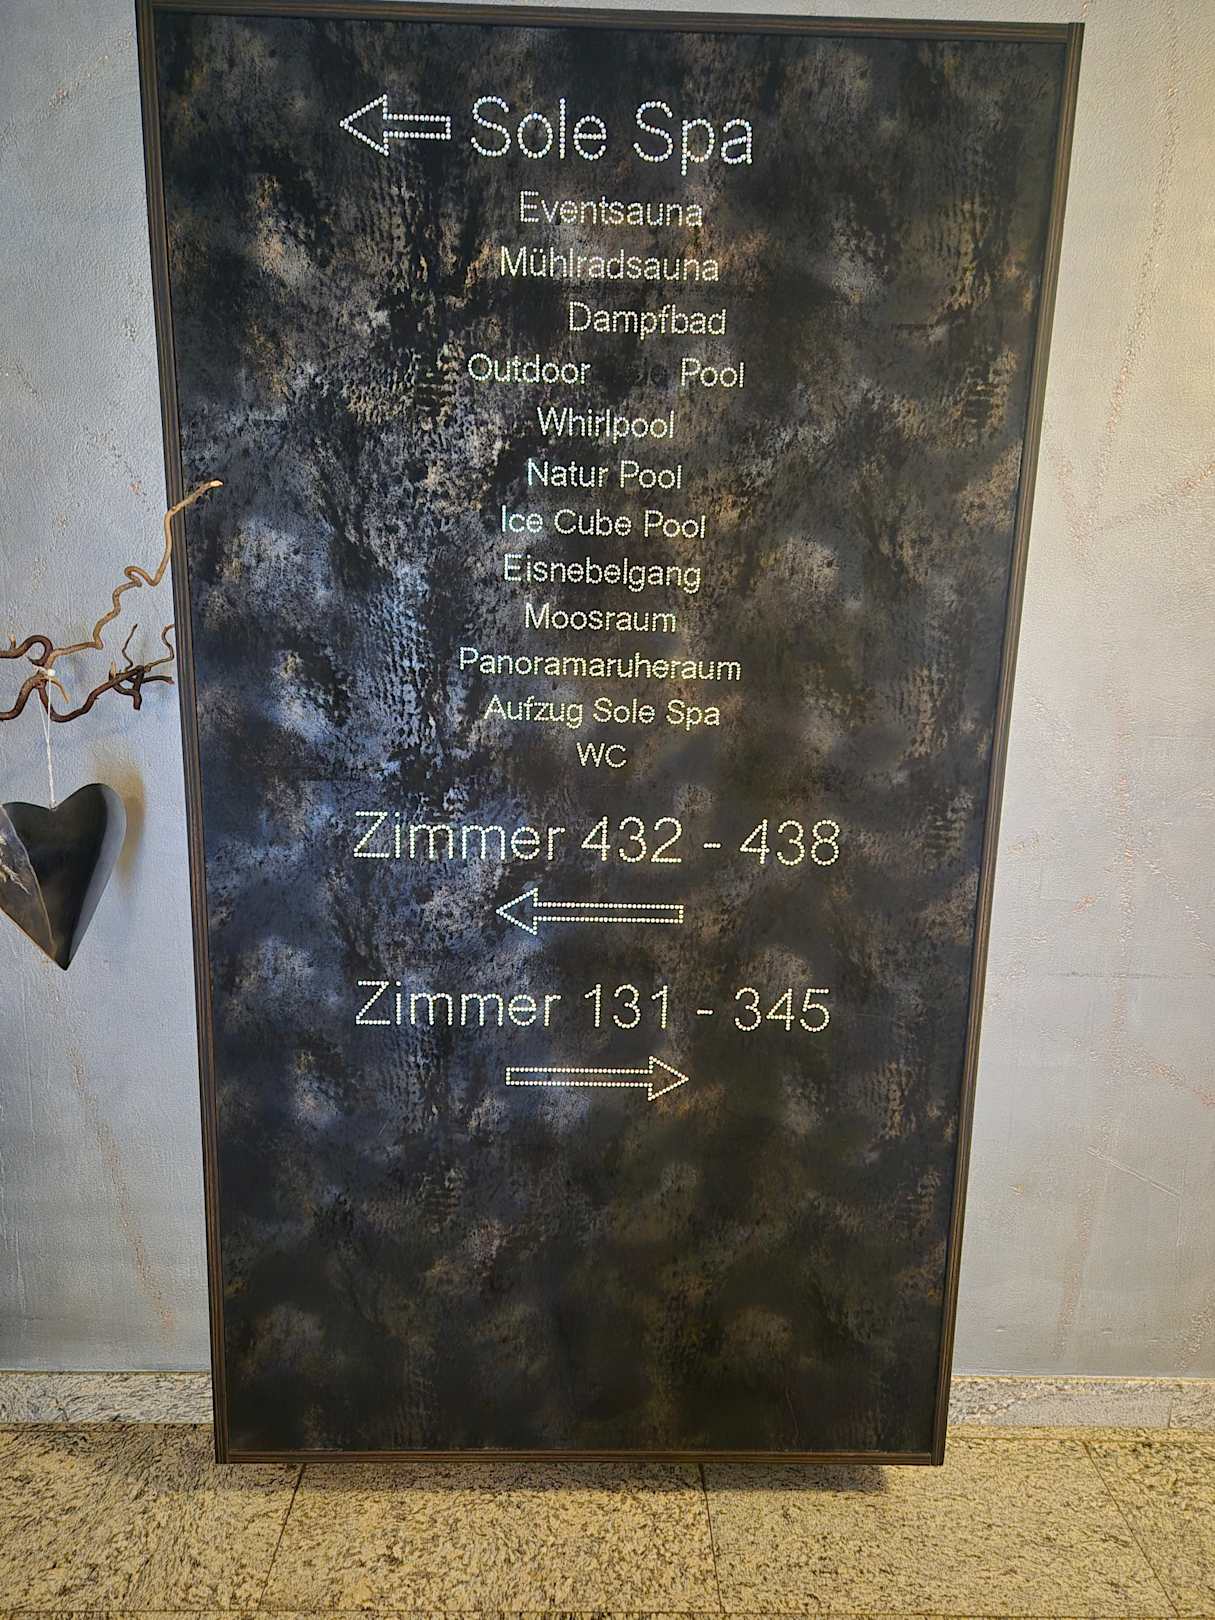 Sole Spa
Eventsauna
Mühlradsauna
Dampfbad
Outdoor Pool
Whirlpool
Natur Pool
Ice Cube Pool
Eisnebelgang
Moosraum
Panoramaruheraum
Aufzug Sole Spa
WC
Zimmer 432 - 438
Zimmer 131 - 345